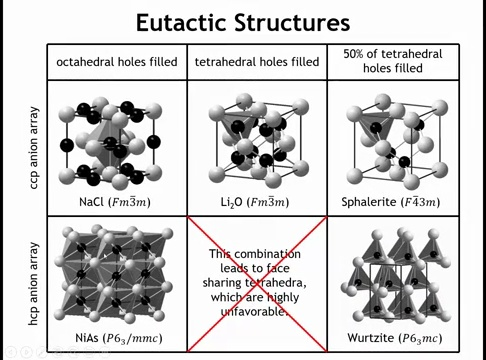 Eutactic Structures
octahedral holes filled
tetrahedral holes filled
50% of tetrahedral
holes filled
ccp anion array
NaCl (Fm3̅m)
Li₂O (Fm3̅m)
Sphalerite (F4̅3m)
hcp anion array
This combination
leads to face
sharing tetrahedra,
which are highly
unfavorable.
NiAs (P6₃/mmc)
Wurtzite (P6₃mc)